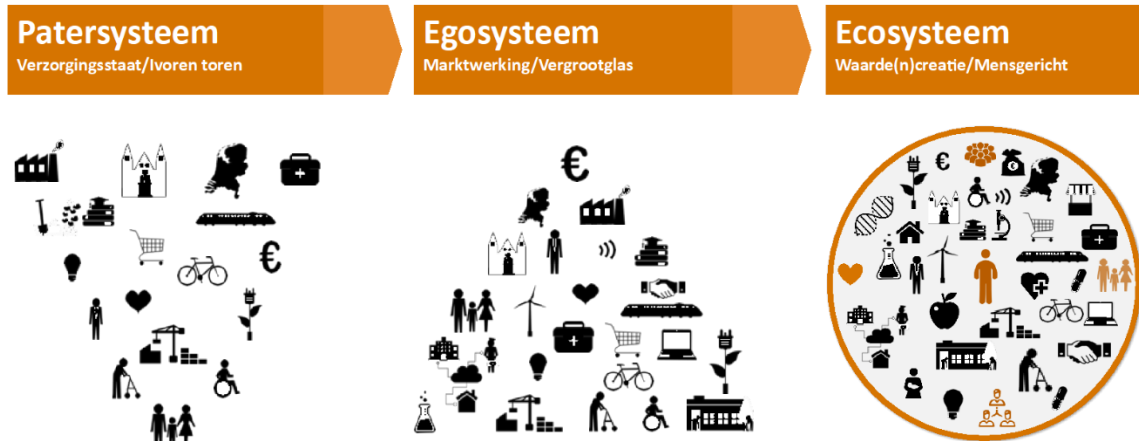 Patersysteem
Verzorgingsstaat/Ivoren toren
Egosysteem
Marktwerking/Vergrootglas
Ecosysteem
Waarde(n)creatie/Mensgericht
€
€
€